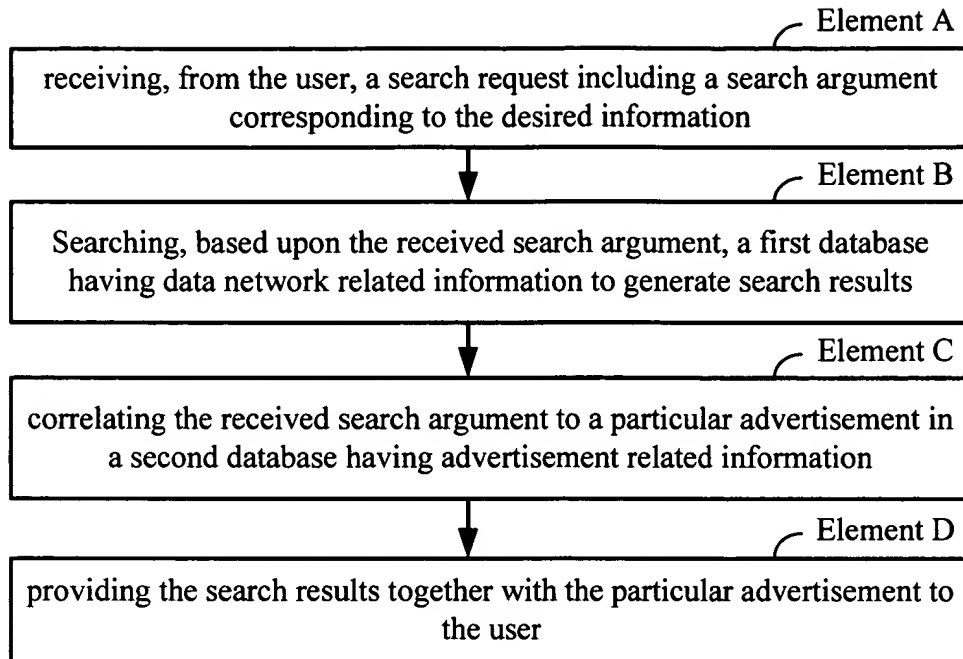 Element A
receiving, from the user, a search request including a search argument
corresponding to the desired information
Element B
Searching, based upon the received search argument, a first database
having data network related information to generate search results
Element C
correlating the received search argument to a particular advertisement in
a second database having advertisement related information
Element D
providing the search results together with the particular advertisement to
the user